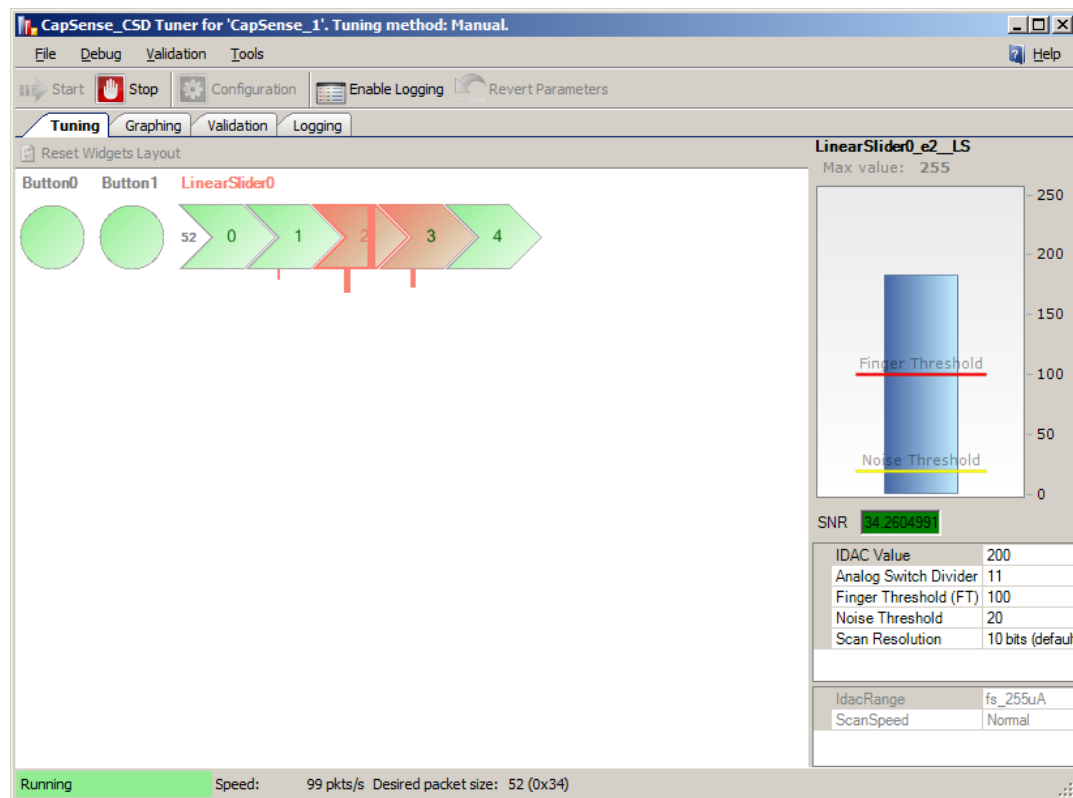 CapSense_CSD Tuner for 'CapSense_1'. Tuning method: Manual.
File Debug Validation Tools Help
Start Stop Configuration Enable Logging Revert Parameters
Tuning Graphing Validation Logging
Reset Widgets Layout
Button0 Button1 LinearSlider0
52 0 1 2 3 4
LinearSlider0_e2__LS
Max value: 255
250
200
150
Finger Threshold
100
50
Noise Threshold
0
SNR 34.2604991
IDAC Value 200
Analog Switch Divider 11
Finger Threshold (FT) 100
Noise Threshold 20
Scan Resolution 10 bits (defaul
IdacRange fs_255uA
ScanSpeed Normal
Running Speed: 99 pkts/s Desired packet size: 52 (0x34)